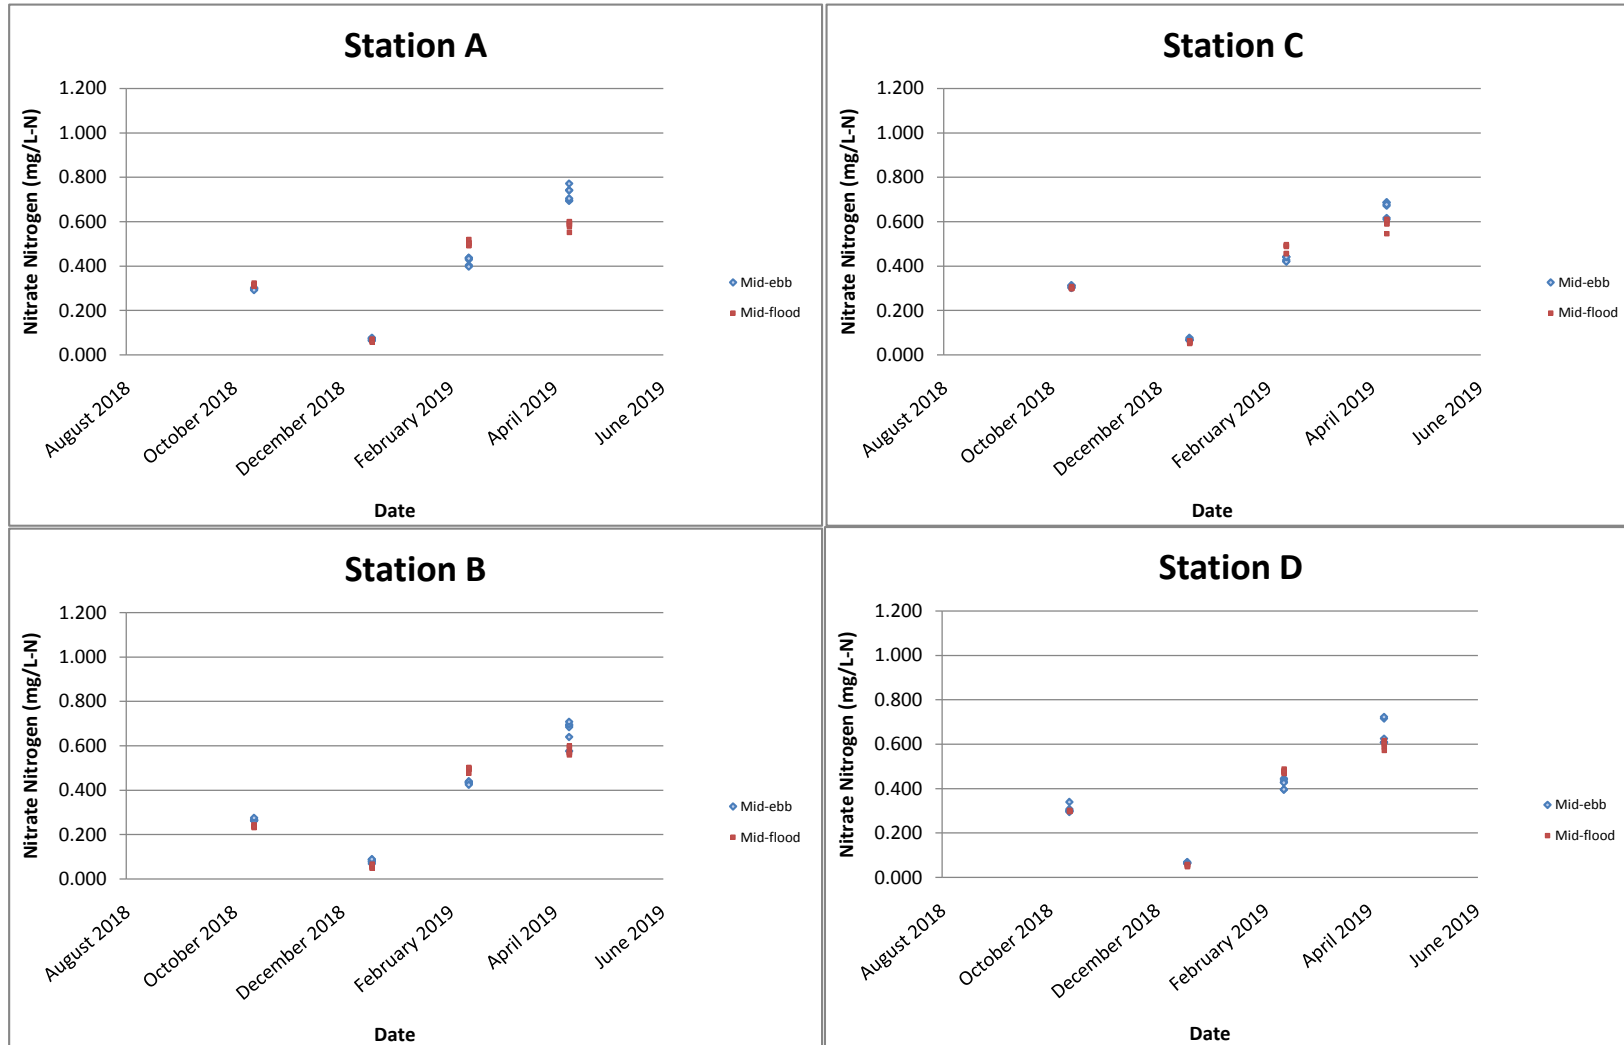 Station A
Nitrate Nitrogen (mg/L-N)
1.200
1.000
0.800
0.600
0.400
0.200
0.000
August 2018
October 2018
December 2018
February 2019
April 2019
June 2019
Date
Mid-ebb
Mid-flood
Station C
Nitrate Nitrogen (mg/L-N)
1.200
1.000
0.800
0.600
0.400
0.200
0.000
August 2018
October 2018
December 2018
February 2019
April 2019
June 2019
Date
Mid-ebb
Mid-flood
Station B
Nitrate Nitrogen (mg/L-N)
1.200
1.000
0.800
0.600
0.400
0.200
0.000
August 2018
October 2018
December 2018
February 2019
April 2019
June 2019
Date
Mid-ebb
Mid-flood
Station D
Nitrate Nitrogen (mg/L-N)
1.200
1.000
0.800
0.600
0.400
0.200
0.000
August 2018
October 2018
December 2018
February 2019
April 2019
June 2019
Date
Mid-ebb
Mid-flood